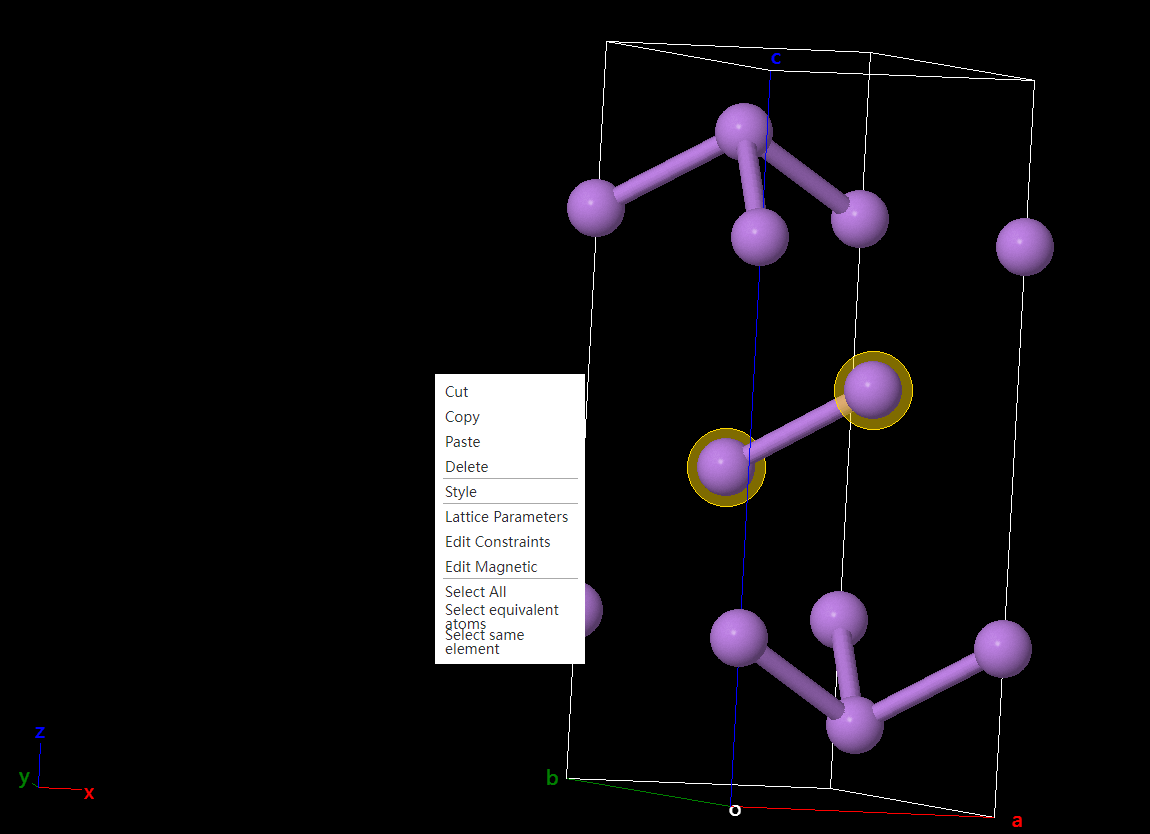 c
Cut
Copy
Paste
Delete
Style
Lattice Parameters
Edit Constraints
Edit Magnetic
Select All
Select equivalent
atoms
Select same
element
z
y
x
b
o
a